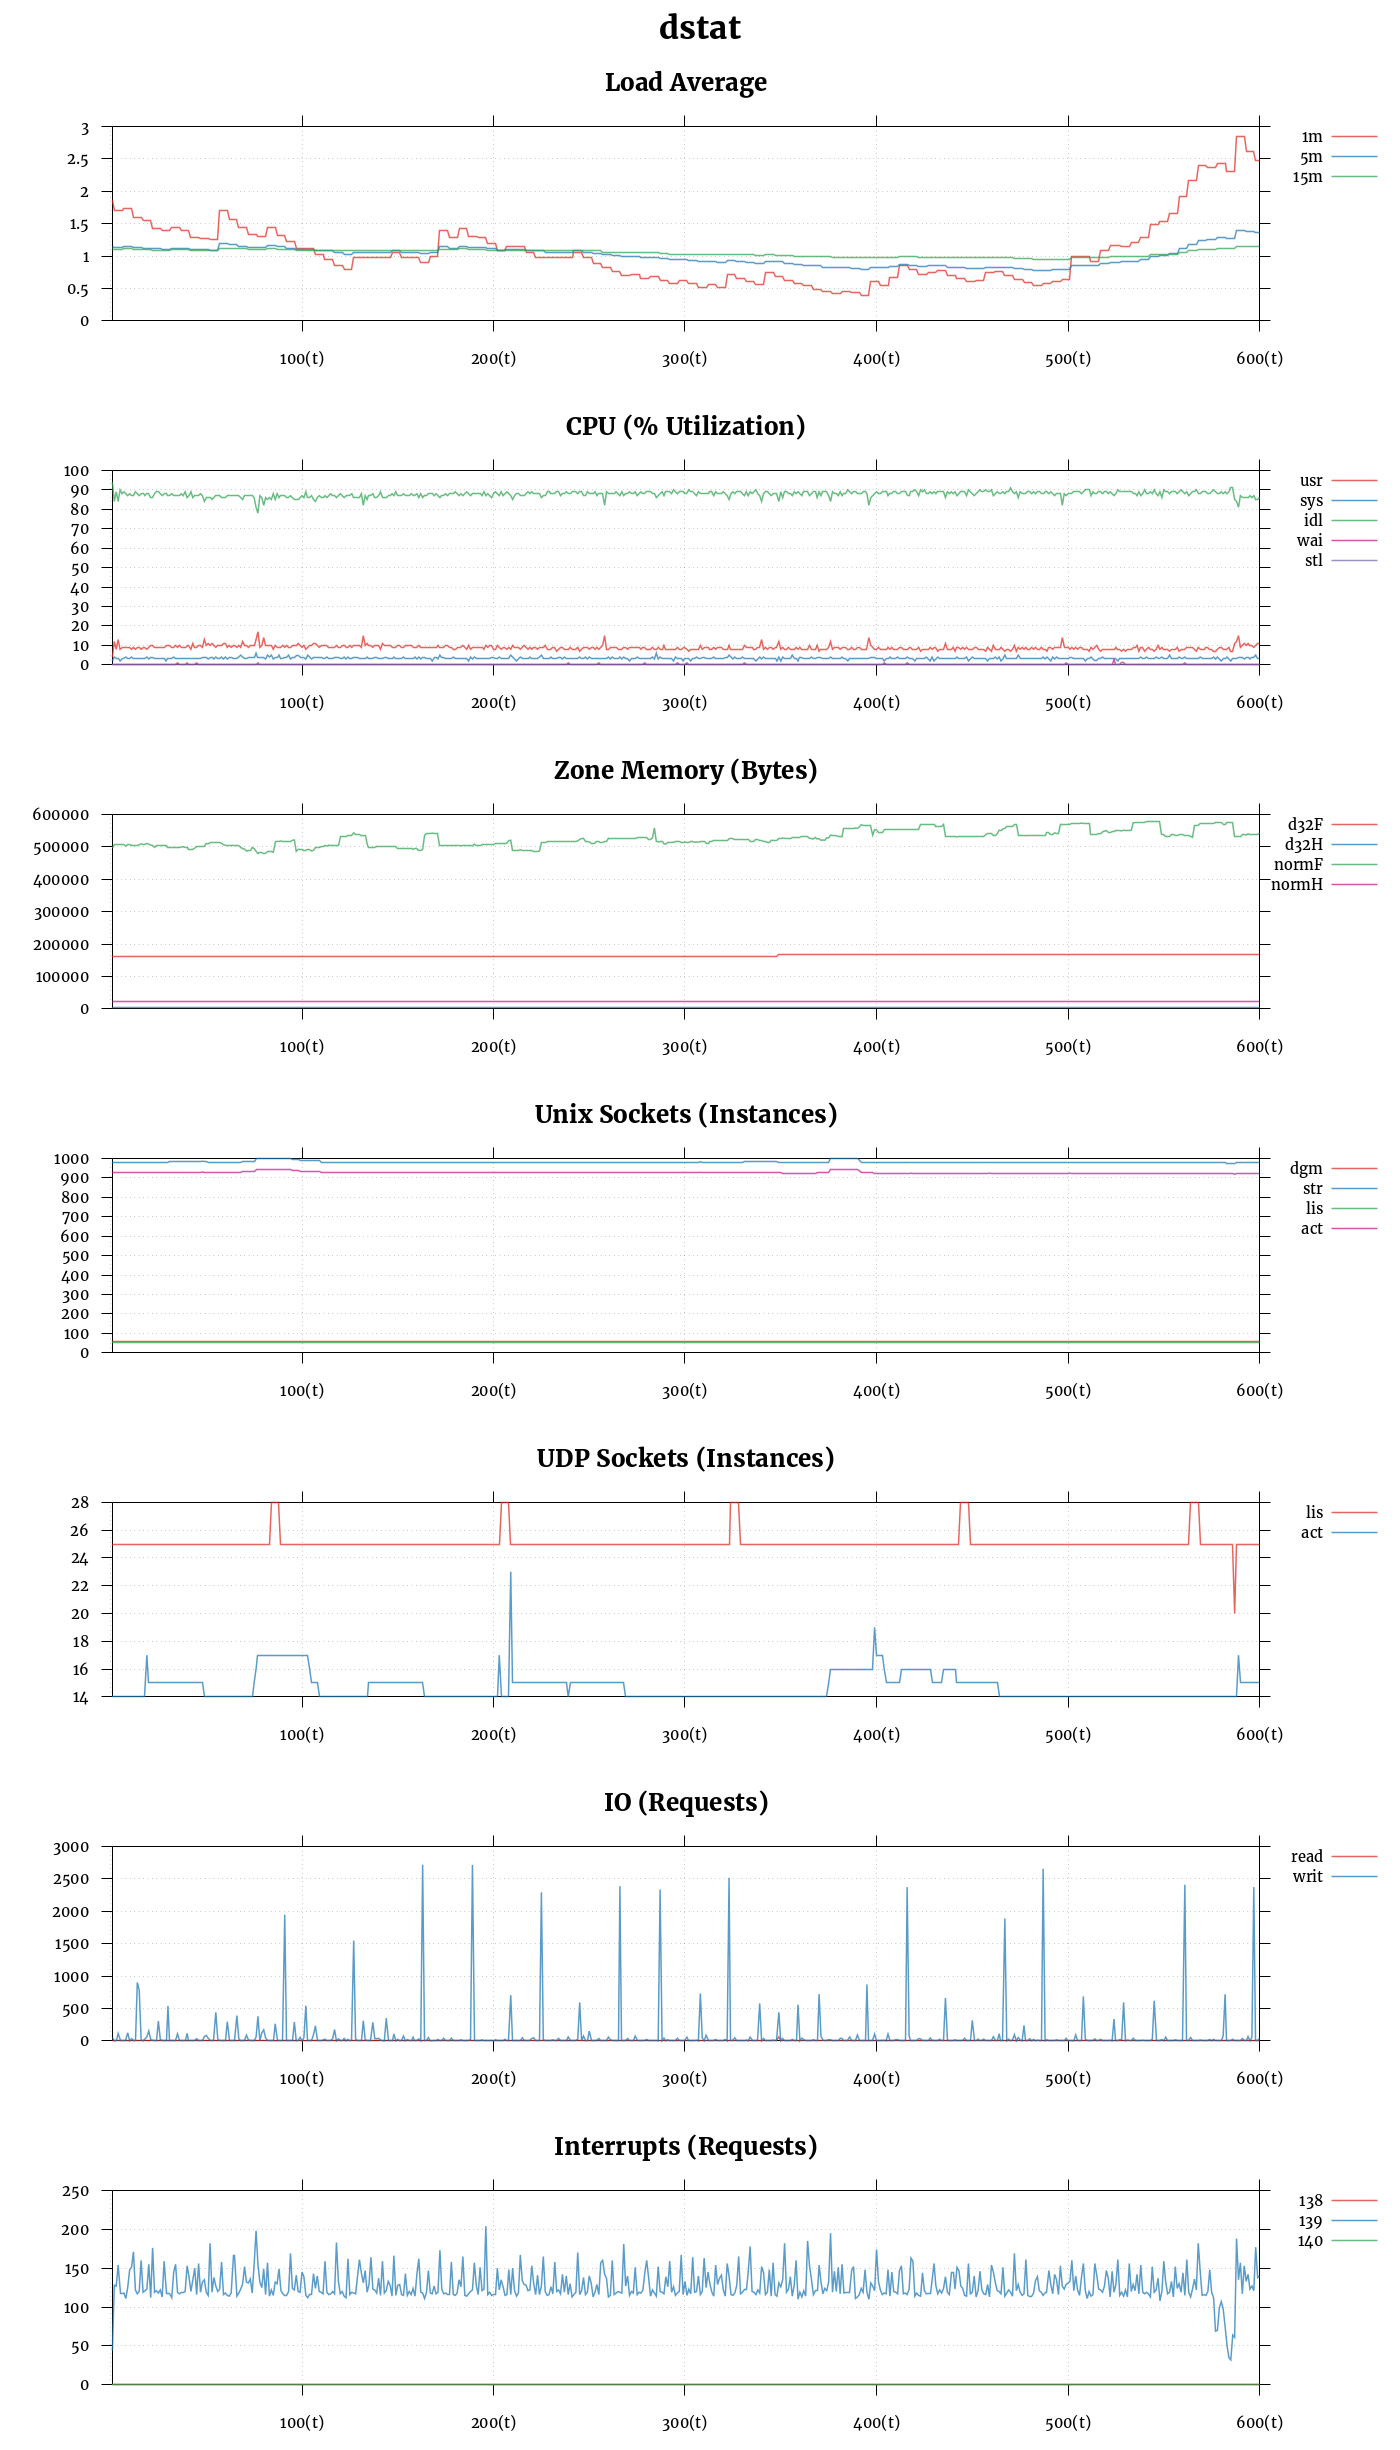 dstat
Load Average
3
2.5
2
1.5
1
0.5
0
100(t) 200(t) 300(t) 400(t) 500(t) 600(t)
1m
5m
15m
CPU (% Utilization)
100
90
80
70
60
50
40
30
20
10
0
100(t) 200(t) 300(t) 400(t) 500(t) 600(t)
usr
sys
idl
wai
stl
Zone Memory (Bytes)
600000
500000
400000
300000
200000
100000
0
100(t) 200(t) 300(t) 400(t) 500(t) 600(t)
d32F
d32H
normF
normH
Unix Sockets (Instances)
1000
900
800
700
600
500
400
300
200
100
0
100(t) 200(t) 300(t) 400(t) 500(t) 600(t)
dgm
str
lis
act
UDP Sockets (Instances)
28
26
24
22
20
18
16
14
100(t) 200(t) 300(t) 400(t) 500(t) 600(t)
lis
act
IO (Requests)
3000
2500
2000
1500
1000
500
0
100(t) 200(t) 300(t) 400(t) 500(t) 600(t)
read
writ
Interrupts (Requests)
250
200
150
100
50
0
100(t) 200(t) 300(t) 400(t) 500(t) 600(t)
138
139
140